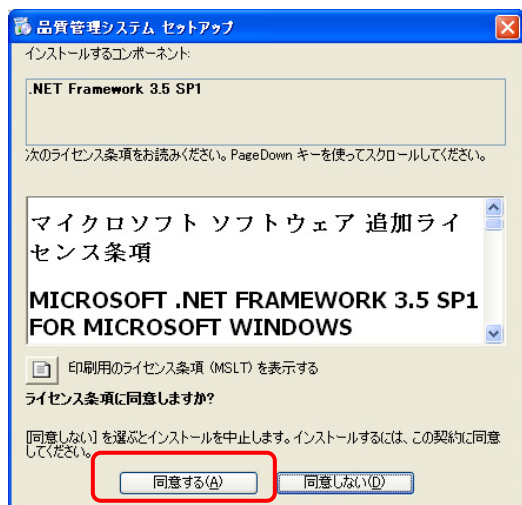 品質管理システム セットアップ
インストールするコンポーネント:
.NET Framework 3.5 SP1
次のライセンス条項をお読みください。PageDown キーを使ってスクロールしてください。
マイクロソフト ソフトウェア 追加ライ
センス条項
MICROSOFT .NET FRAMEWORK 3.5 SP1
FOR MICROSOFT WINDOWS
印刷用のライセンス条項 (MSLT) を表示する
ライセンス条項に同意しますか?
[同意しない] を選ぶとインストールを中止します。インストールするには、この契約に同意
してください。
同意する(A) 同意しない(D)